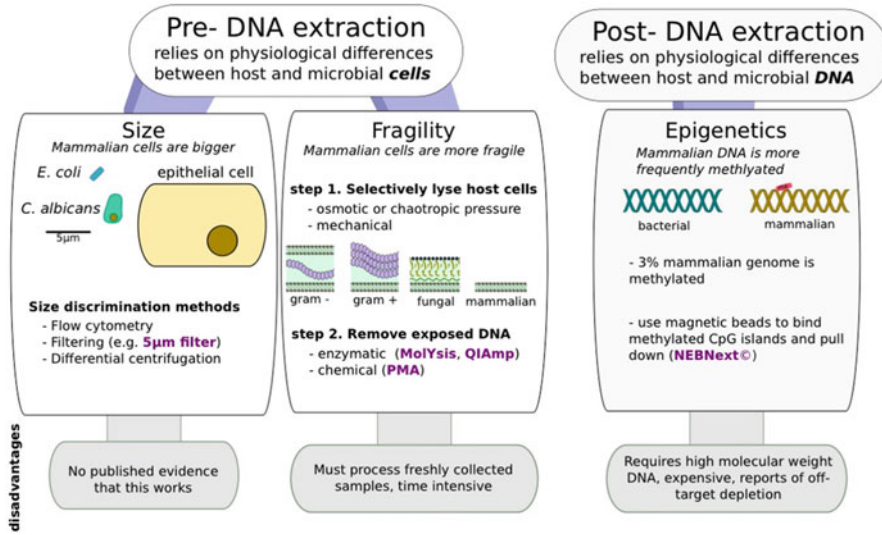 Pre- DNA extraction
relies on physiological differences
between host and microbial cells
Post- DNA extraction
relies on physiological differences
between host and microbial DNA
Size
Mammalian cells are bigger
E. coli
epithelial cell
C. albicans
5μm
Size discrimination methods
- Flow cytometry
- Filtering (e.g. 5μm filter)
- Differential centrifugation
Fragility
Mammalian cells are more fragile
step 1. Selectively lyse host cells
- osmotic or chaotropic pressure
- mechanical
gram -
gram +
fungal
mammalian
step 2. Remove exposed DNA
- enzymatic (MolYsis, QIAmp)
- chemical (PMA)
Epigenetics
Mammalian DNA is more
frequently methlyated
bacterial
mammalian
- 3% mammalian genome is
methylated
- use magnetic beads to bind
methylated CpG islands and pull
down (NEBNext©)
disadvantages
No published evidence
that this works
Must process freshly collected
samples, time intensive
Requires high molecular weight
DNA, expensive, reports of off-
target depletion